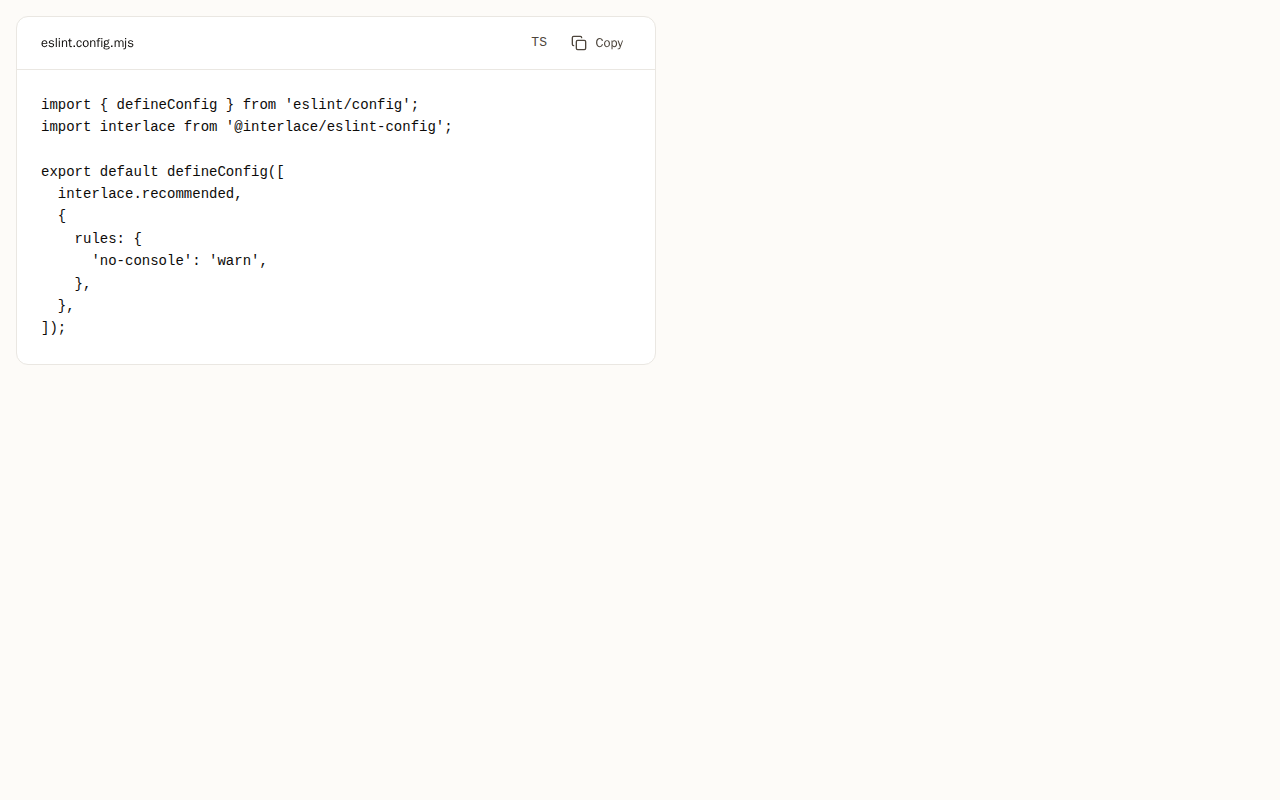 eslint.config.mjs TS Copy
import { defineConfig } from 'eslint/config';
import interlace from '@interlace/eslint-config';

export default defineConfig([
  interlace.recommended,
  {
    rules: {
      'no-console': 'warn',
    },
  },
]);